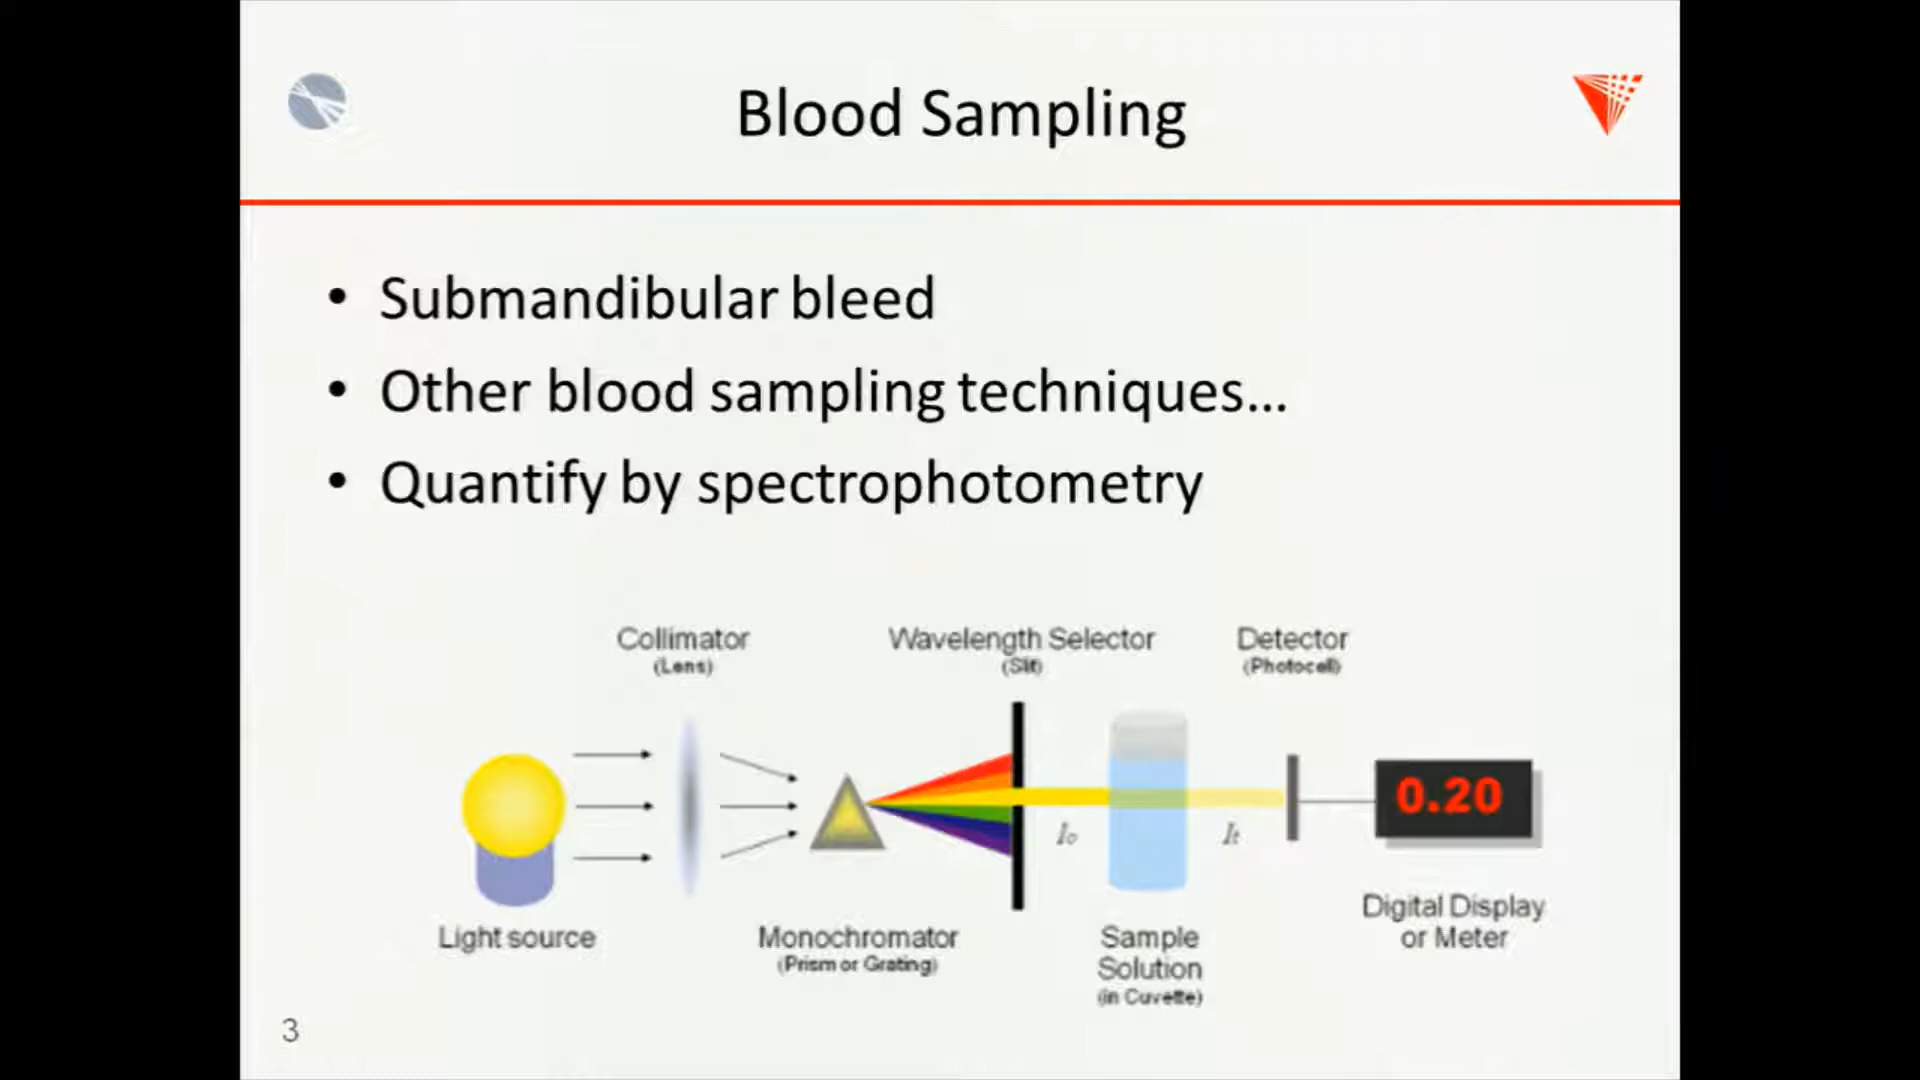 Blood Sampling
• Submandibular bleed
• Other blood sampling techniques...
• Quantify by spectrophotometry
Collimator
(Lens)
Wavelength Selector
(Slit)
Detector
(Photocell)
I₀
Iₜ
0.20
Light source
Monochromator
(Prism or Grating)
Sample
Solution
(in Cuvette)
Digital Display
or Meter
3